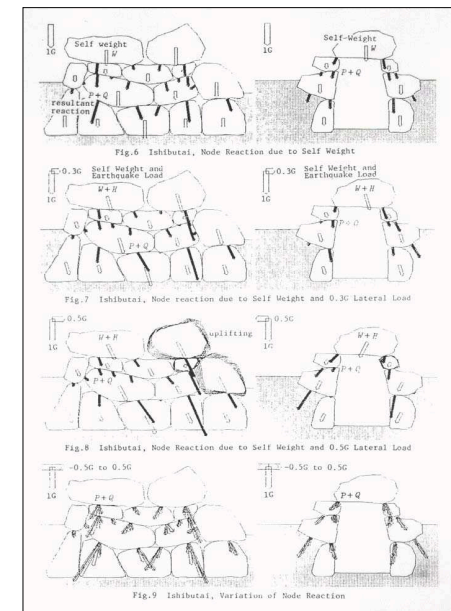 1G
Self weight
W
P+Q
resultant
reaction
1G
Self-Weight
W
P+Q
Fig.6 Ishibutai, Node Reaction due to Self Weight
0.3G
1G
Self Weight and
Earthquake Load
W+H
P+Q
0.3G
1G
Self Weight and
Earthquake Load
W+H
P+Q
Fig.7 Ishibutai, Node reaction due to Self Weight and 0.3G Lateral Load
0.5G
1G
W+H
uplifting
P+Q
0.5G
1G
W+H
P+Q
Fig.8 Ishibutai, Node Reaction due to Self Weight and 0.5G Lateral Load
-0.5G to 0.5G
1G
P+Q
-0.5G to 0.5G
1G
P+Q
Fig.9 Ishibutai, Variation of Node Reaction